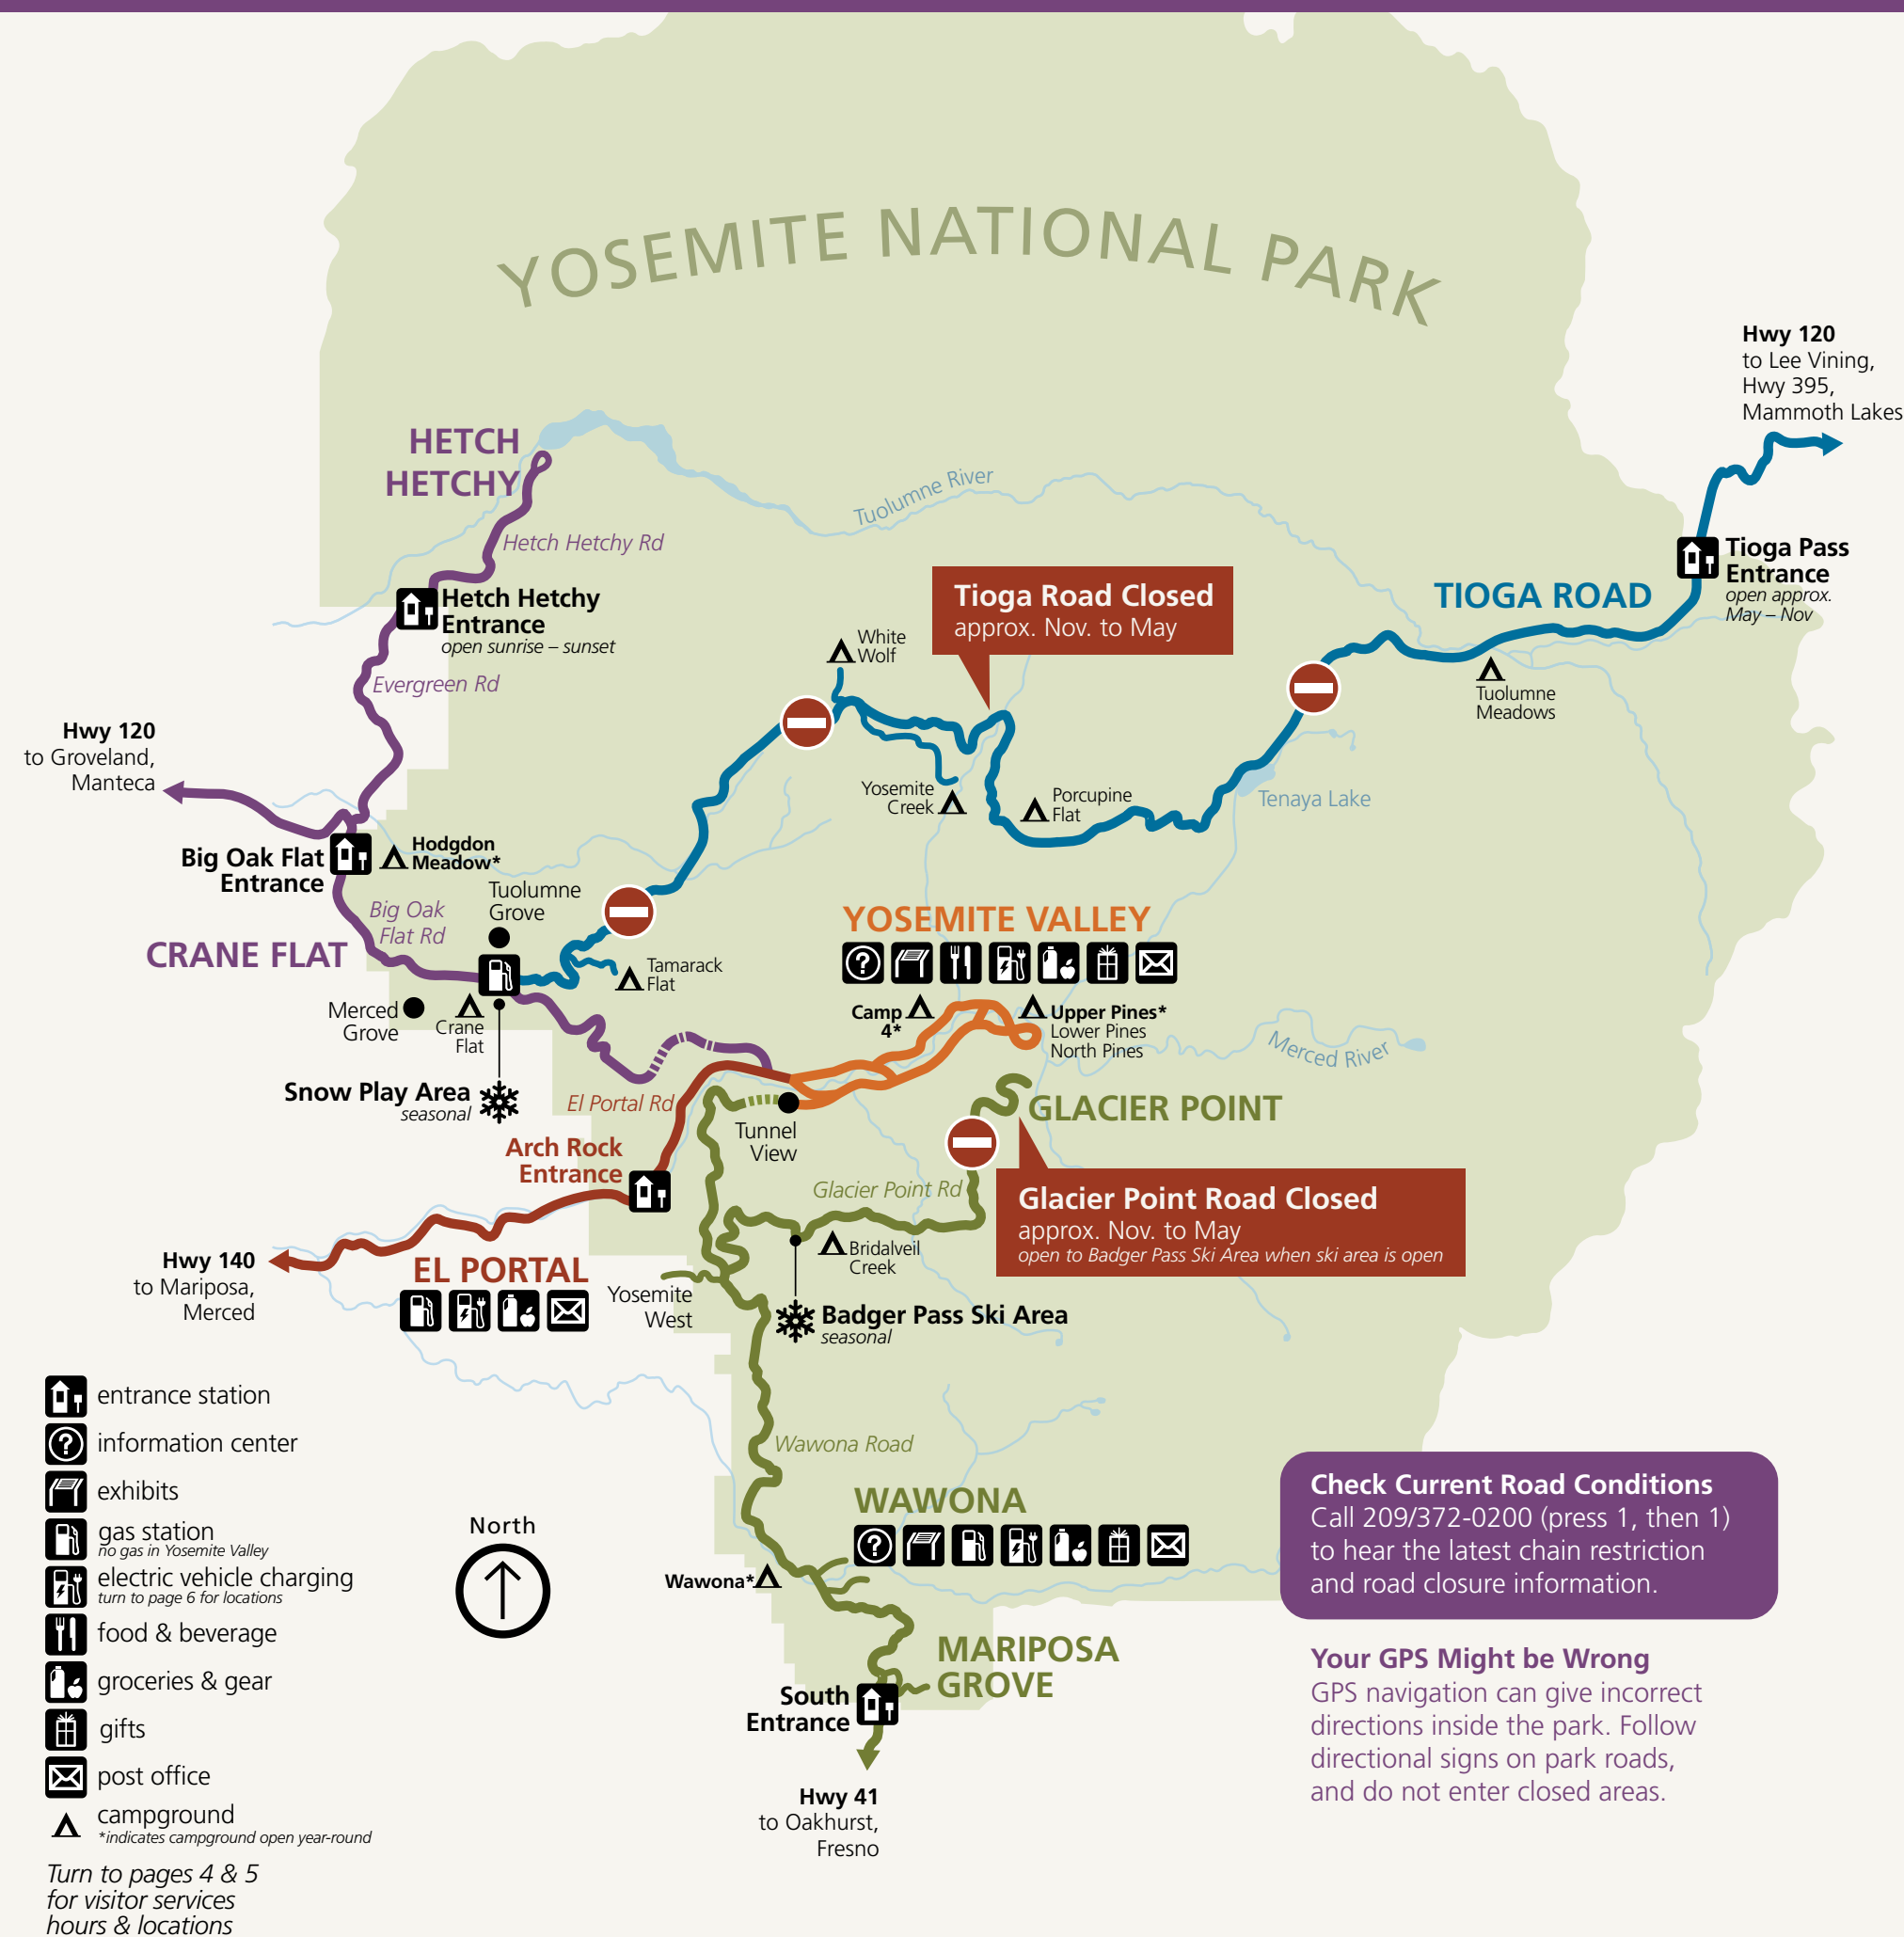 YOSEMITE NATIONAL PARK
Hwy 120
to Lee Vining,
Hwy 395,
Mammoth Lakes
HETCH
HETCHY
Tuolumne River
Hetch Hetchy Rd
Tioga Pass
Entrance
open approx.
May – Nov
TIOGA ROAD
Tioga Road Closed
approx. Nov. to May
Hetch Hetchy
Entrance
open sunrise – sunset
White
Wolf
Evergreen Rd
Tuolumne
Meadows
Hwy 120
to Groveland,
Manteca
Yosemite
Creek
Porcupine
Flat
Tenaya Lake
Big Oak Flat
Entrance
Hodgdon
Meadow*
Tuolumne
Grove
Big Oak
Flat Rd
YOSEMITE VALLEY
CRANE FLAT
Tamarack
Flat
Merced
Grove
Crane
Flat
Camp
4*
Upper Pines*
Lower Pines
North Pines
Merced River
Snow Play Area
seasonal
El Portal Rd
GLACIER POINT
Tunnel
View
Arch Rock
Entrance
Glacier Point Rd
Glacier Point Road Closed
approx. Nov. to May
open to Badger Pass Ski Area when ski area is open
Bridalveil
Creek
Hwy 140
to Mariposa,
Merced
EL PORTAL
Yosemite
West
Badger Pass Ski Area
seasonal
entrance station
?
information center
exhibits
gas station
no gas in Yosemite Valley
electric vehicle charging
turn to page 6 for locations
food & beverage
groceries & gear
gifts
post office
campground
*indicates campground open year-round
Turn to pages 4 & 5
for visitor services
hours & locations
North
Wawona Road
WAWONA
Wawona*
MARIPOSA
GROVE
South
Entrance
Hwy 41
to Oakhurst,
Fresno
Check Current Road Conditions
Call 209/372-0200 (press 1, then 1)
to hear the latest chain restriction
and road closure information.
Your GPS Might be Wrong
GPS navigation can give incorrect
directions inside the park. Follow
directional signs on park roads,
and do not enter closed areas.